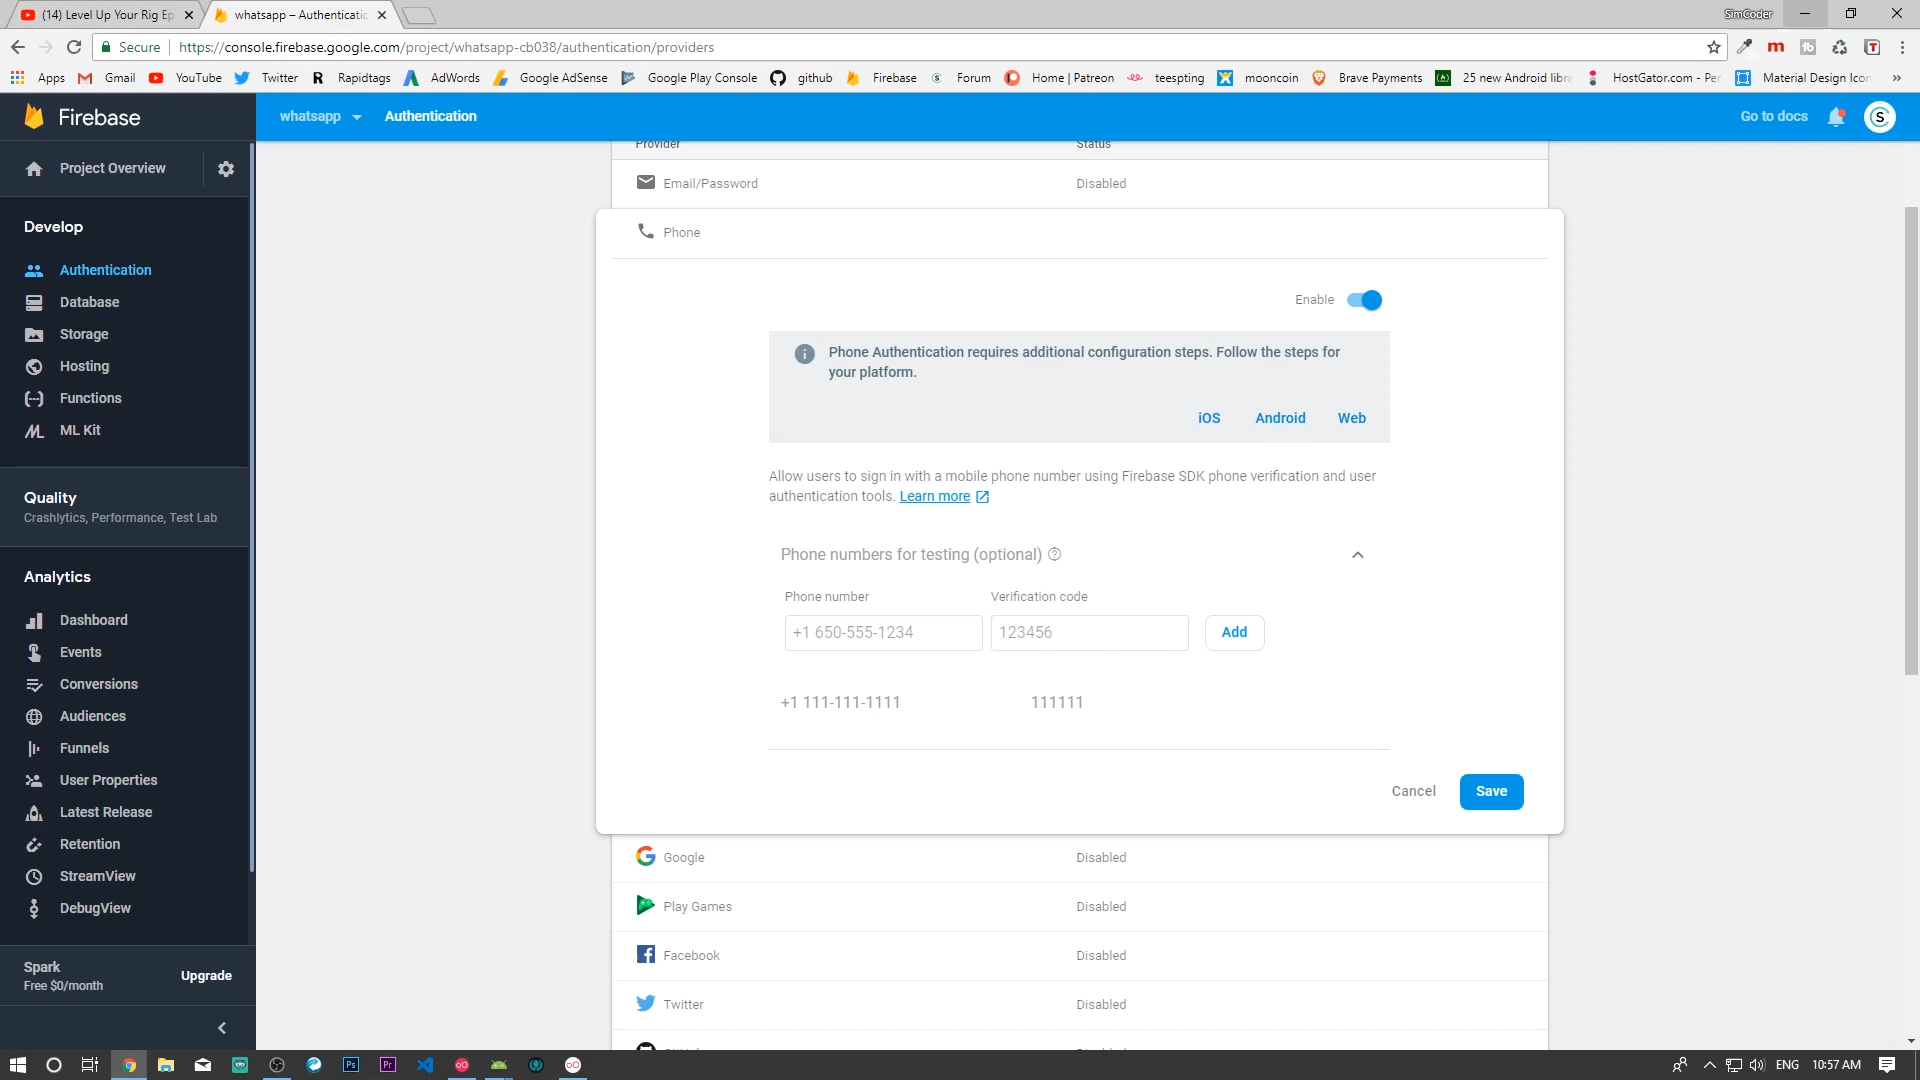 (14) Level Up Your Rig Ep
whatsapp – Authenticatio
SimCoder
Secure
https://console.firebase.google.com/project/whatsapp-cb038/authentication/providers
Apps
Gmail
YouTube
Twitter
Rapidtags
AdWords
Google AdSense
Google Play Console
github
Firebase
Forum
Home | Patreon
teespting
mooncoin
Brave Payments
25 new Android libra
HostGator.com - Per
Material Design Icon
»
Firebase
whatsapp
Authentication
Go to docs
S
Project Overview
Develop
Authentication
Database
Storage
Hosting
Functions
ML Kit
Quality
Crashlytics, Performance, Test Lab
Analytics
Dashboard
Events
Conversions
Audiences
Funnels
User Properties
Latest Release
Retention
StreamView
DebugView
Spark
Free $0/month
Upgrade
Provider
Status
Email/Password
Disabled
Phone
Enable
Phone Authentication requires additional configuration steps. Follow the steps for
your platform.
iOS
Android
Web
Allow users to sign in with a mobile phone number using Firebase SDK phone verification and user
authentication tools. Learn more
Phone numbers for testing (optional)
Phone number
Verification code
+1 650-555-1234
123456
Add
+1 111-111-1111
111111
Cancel
Save
Google
Disabled
Play Games
Disabled
Facebook
Disabled
Twitter
Disabled
Ps
Pr
ENG
10:57 AM